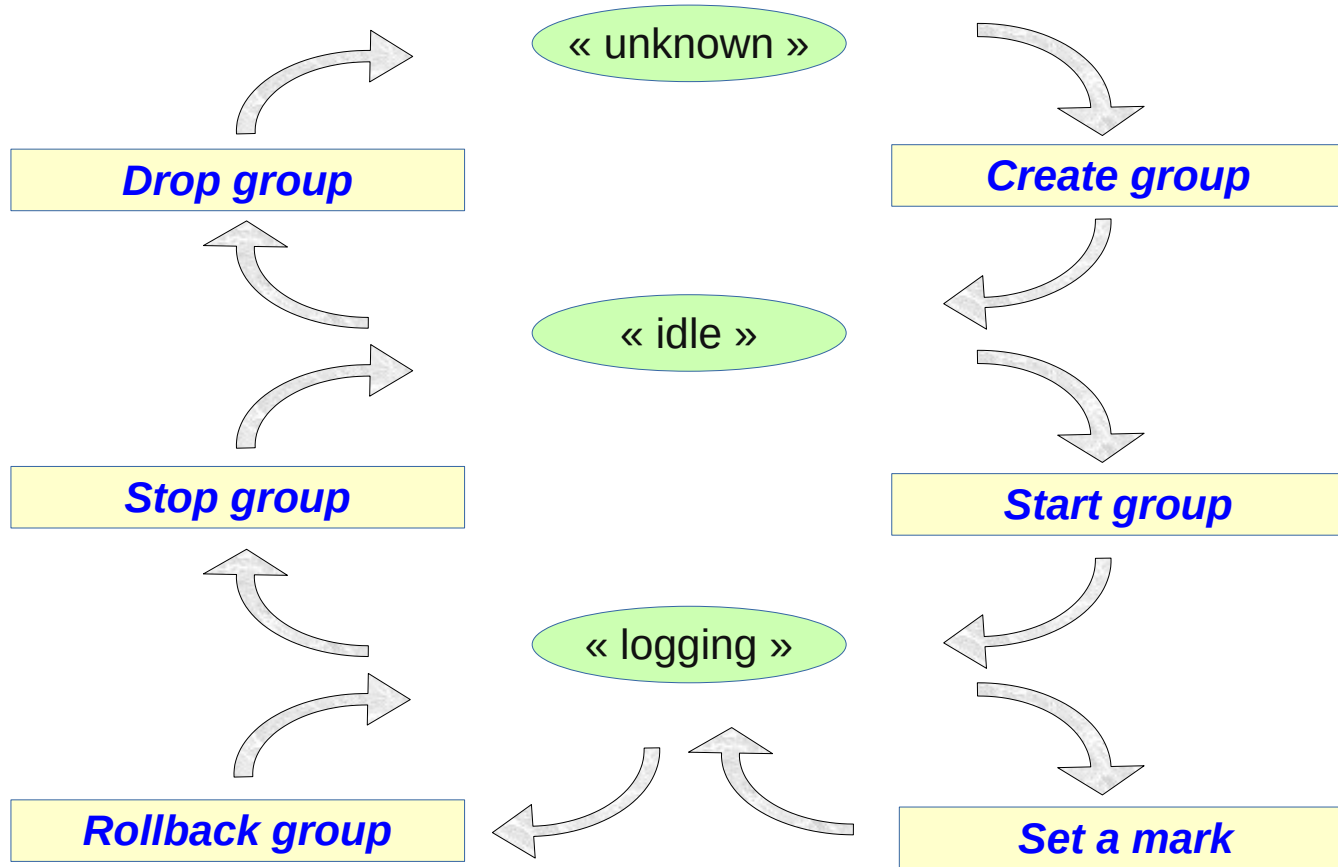 « unknown »
Drop group
Create group
« idle »
Stop group
Start group
« logging »
Rollback group
Set a mark